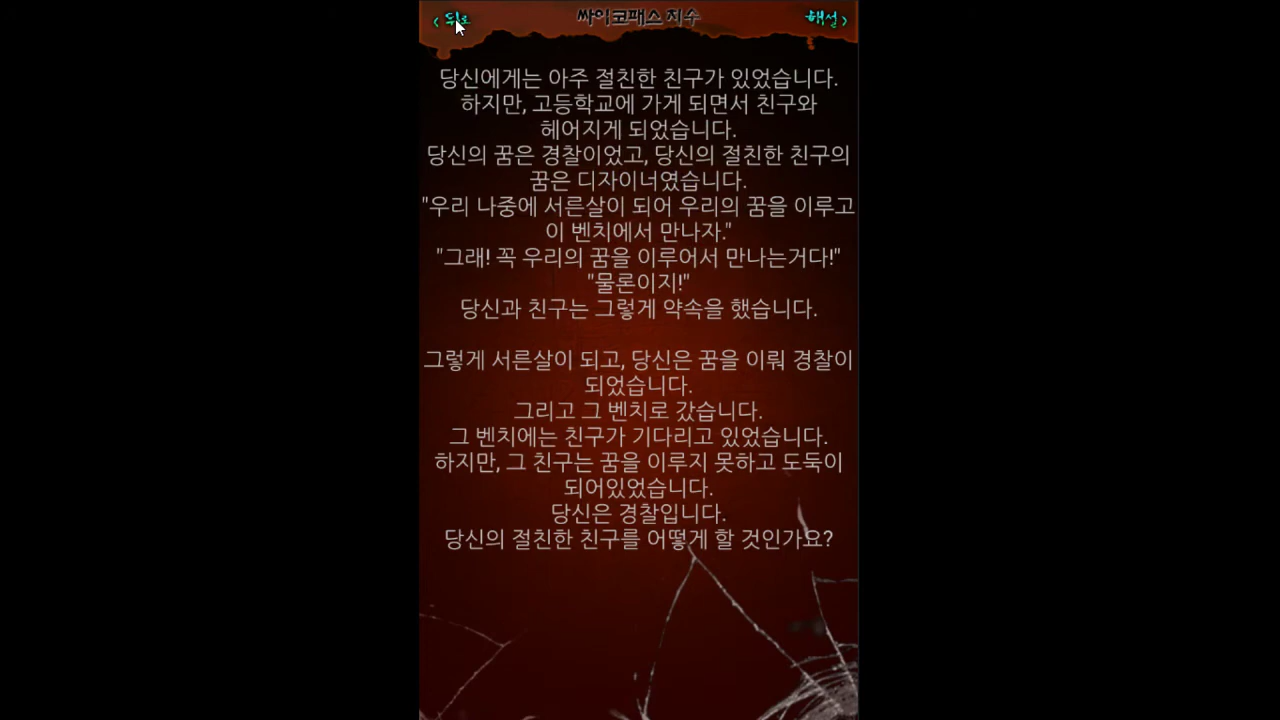 < 뒤로 싸이코패스 지수 해설 >
당신에게는 아주 절친한 친구가 있었습니다.
하지만, 고등학교에 가게 되면서 친구와
헤어지게 되었습니다.
당신의 꿈은 경찰이었고, 당신의 절친한 친구의
꿈은 디자이너였습니다.
"우리 나중에 서른살이 되어 우리의 꿈을 이루고
이 벤치에서 만나자."
"그래! 꼭 우리의 꿈을 이루어서 만나는거다!"
"물론이지!"
당신과 친구는 그렇게 약속을 했습니다.
그렇게 서른살이 되고, 당신은 꿈을 이뤄 경찰이
되었습니다.
그리고 그 벤치로 갔습니다.
그 벤치에는 친구가 기다리고 있었습니다.
하지만, 그 친구는 꿈을 이루지 못하고 도둑이
되어있었습니다.
당신은 경찰입니다.
당신의 절친한 친구를 어떻게 할 것인가요?